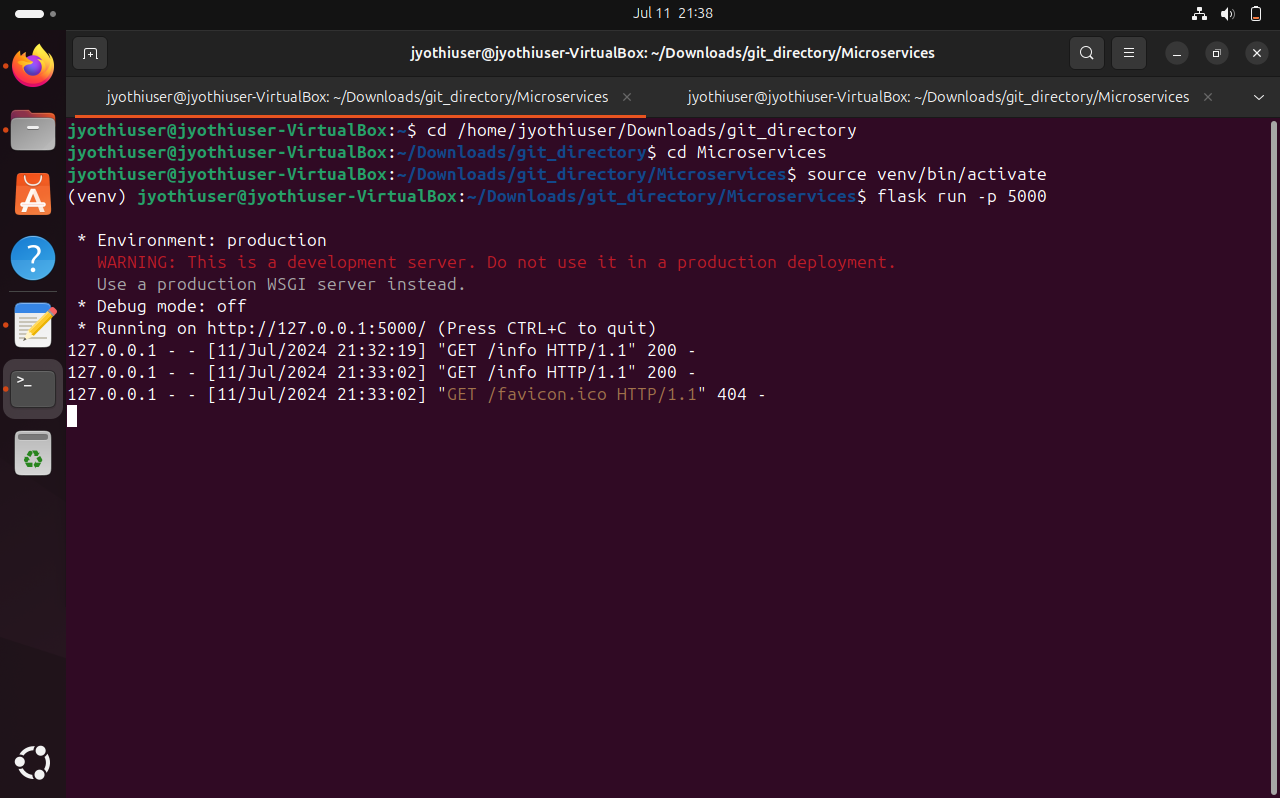 Jul 11 21:38
jyothiuser@jyothiuser-VirtualBox: ~/Downloads/git_directory/Microservices
jyothiuser@jyothiuser-VirtualBox: ~/Downloads/git_directory/Microservices
jyothiuser@jyothiuser-VirtualBox: ~/Downloads/git_directory/Microservices
jyothiuser@jyothiuser-VirtualBox:~$ cd /home/jyothiuser/Downloads/git_directory
jyothiuser@jyothiuser-VirtualBox:~/Downloads/git_directory$ cd Microservices
jyothiuser@jyothiuser-VirtualBox:~/Downloads/git_directory/Microservices$ source venv/bin/activate
(venv) jyothiuser@jyothiuser-VirtualBox:~/Downloads/git_directory/Microservices$ flask run -p 5000
* Environment: production
WARNING: This is a development server. Do not use it in a production deployment.
Use a production WSGI server instead.
* Debug mode: off
* Running on http://127.0.0.1:5000/ (Press CTRL+C to quit)
127.0.0.1 - - [11/Jul/2024 21:32:19] "GET /info HTTP/1.1" 200 -
127.0.0.1 - - [11/Jul/2024 21:33:02] "GET /info HTTP/1.1" 200 -
127.0.0.1 - - [11/Jul/2024 21:33:02] "GET /favicon.ico HTTP/1.1" 404 -